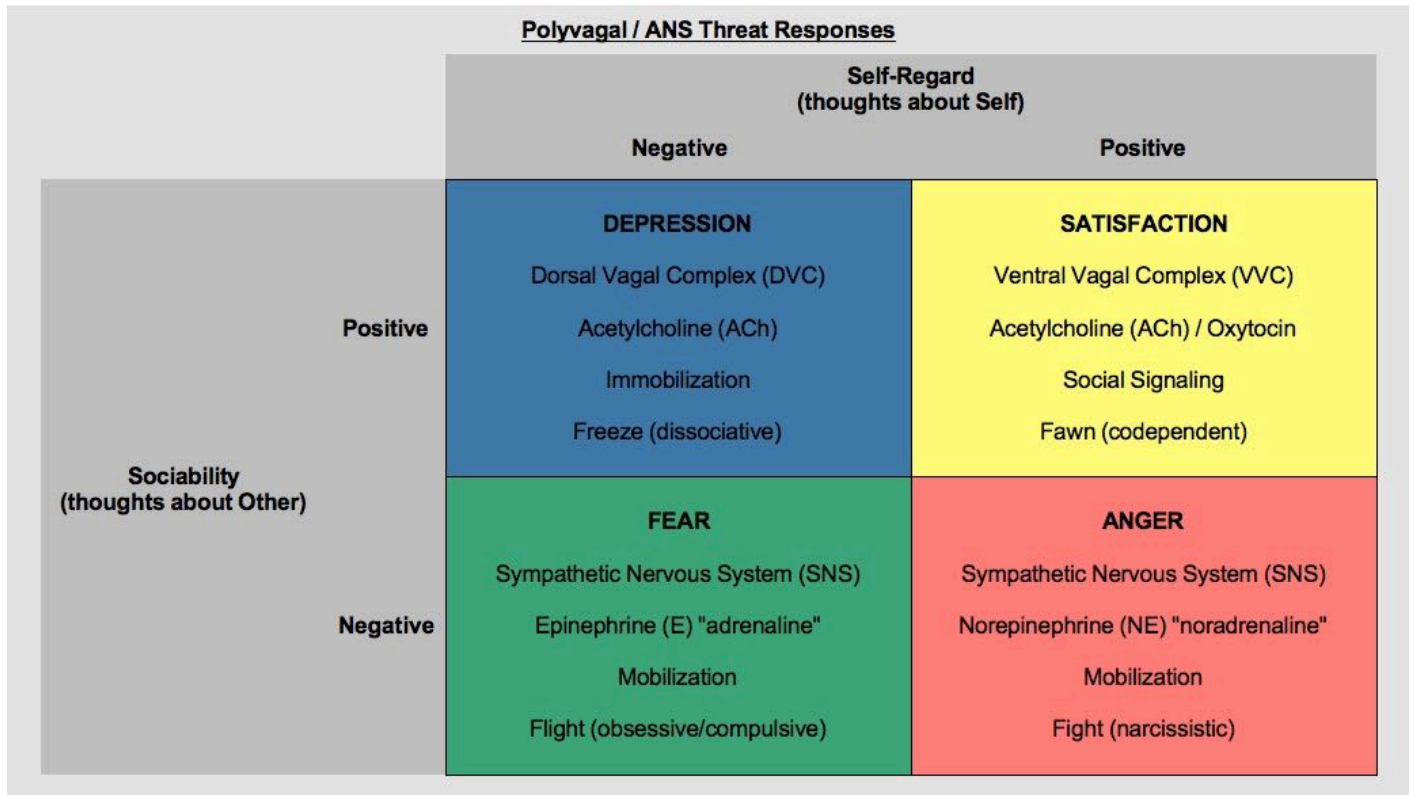 Polyvagal / ANS Threat Responses
Self-Regard
(thoughts about Self)
Negative
Positive
Sociability
(thoughts about Other)
Positive
DEPRESSION
Dorsal Vagal Complex (DVC)
Acetylcholine (ACh)
Immobilization
Freeze (dissociative)
SATISFACTION
Ventral Vagal Complex (VVC)
Acetylcholine (ACh) / Oxytocin
Social Signaling
Fawn (codependent)
Negative
FEAR
Sympathetic Nervous System (SNS)
Epinephrine (E) "adrenaline"
Mobilization
Flight (obsessive/compulsive)
ANGER
Sympathetic Nervous System (SNS)
Norepinephrine (NE) "noradrenaline"
Mobilization
Fight (narcissistic)